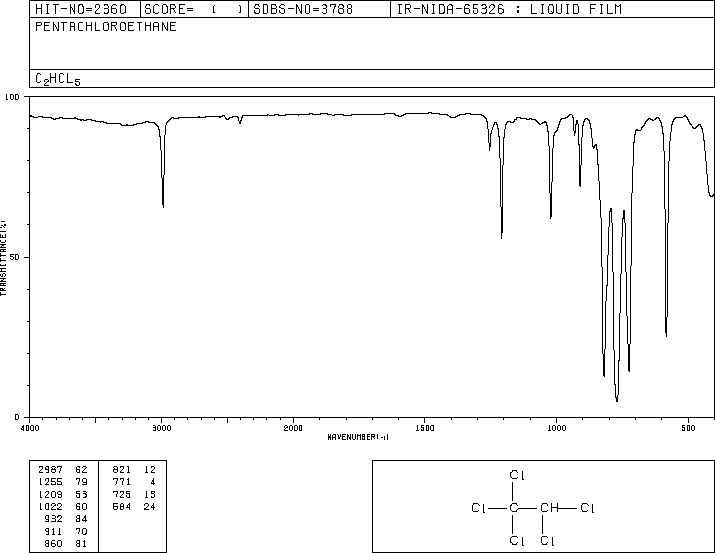 HIT-NO=2360 SCORE= ( ) SDBS-NO=3788 IR-NIDA-65326 : LIQUID FILM
PENTACHLOROETHANE
C2HCL5
100
50
0
TRANSMITTANCE(%)
4000 3000 2000 1500 1000 500
WAVENUMBER(-1)
2987 62 821 12
1255 79 771 4
1209 53 725 15
1022 60 584 24
932 84
911 70
860 81
Cl
Cl C CH Cl
Cl Cl